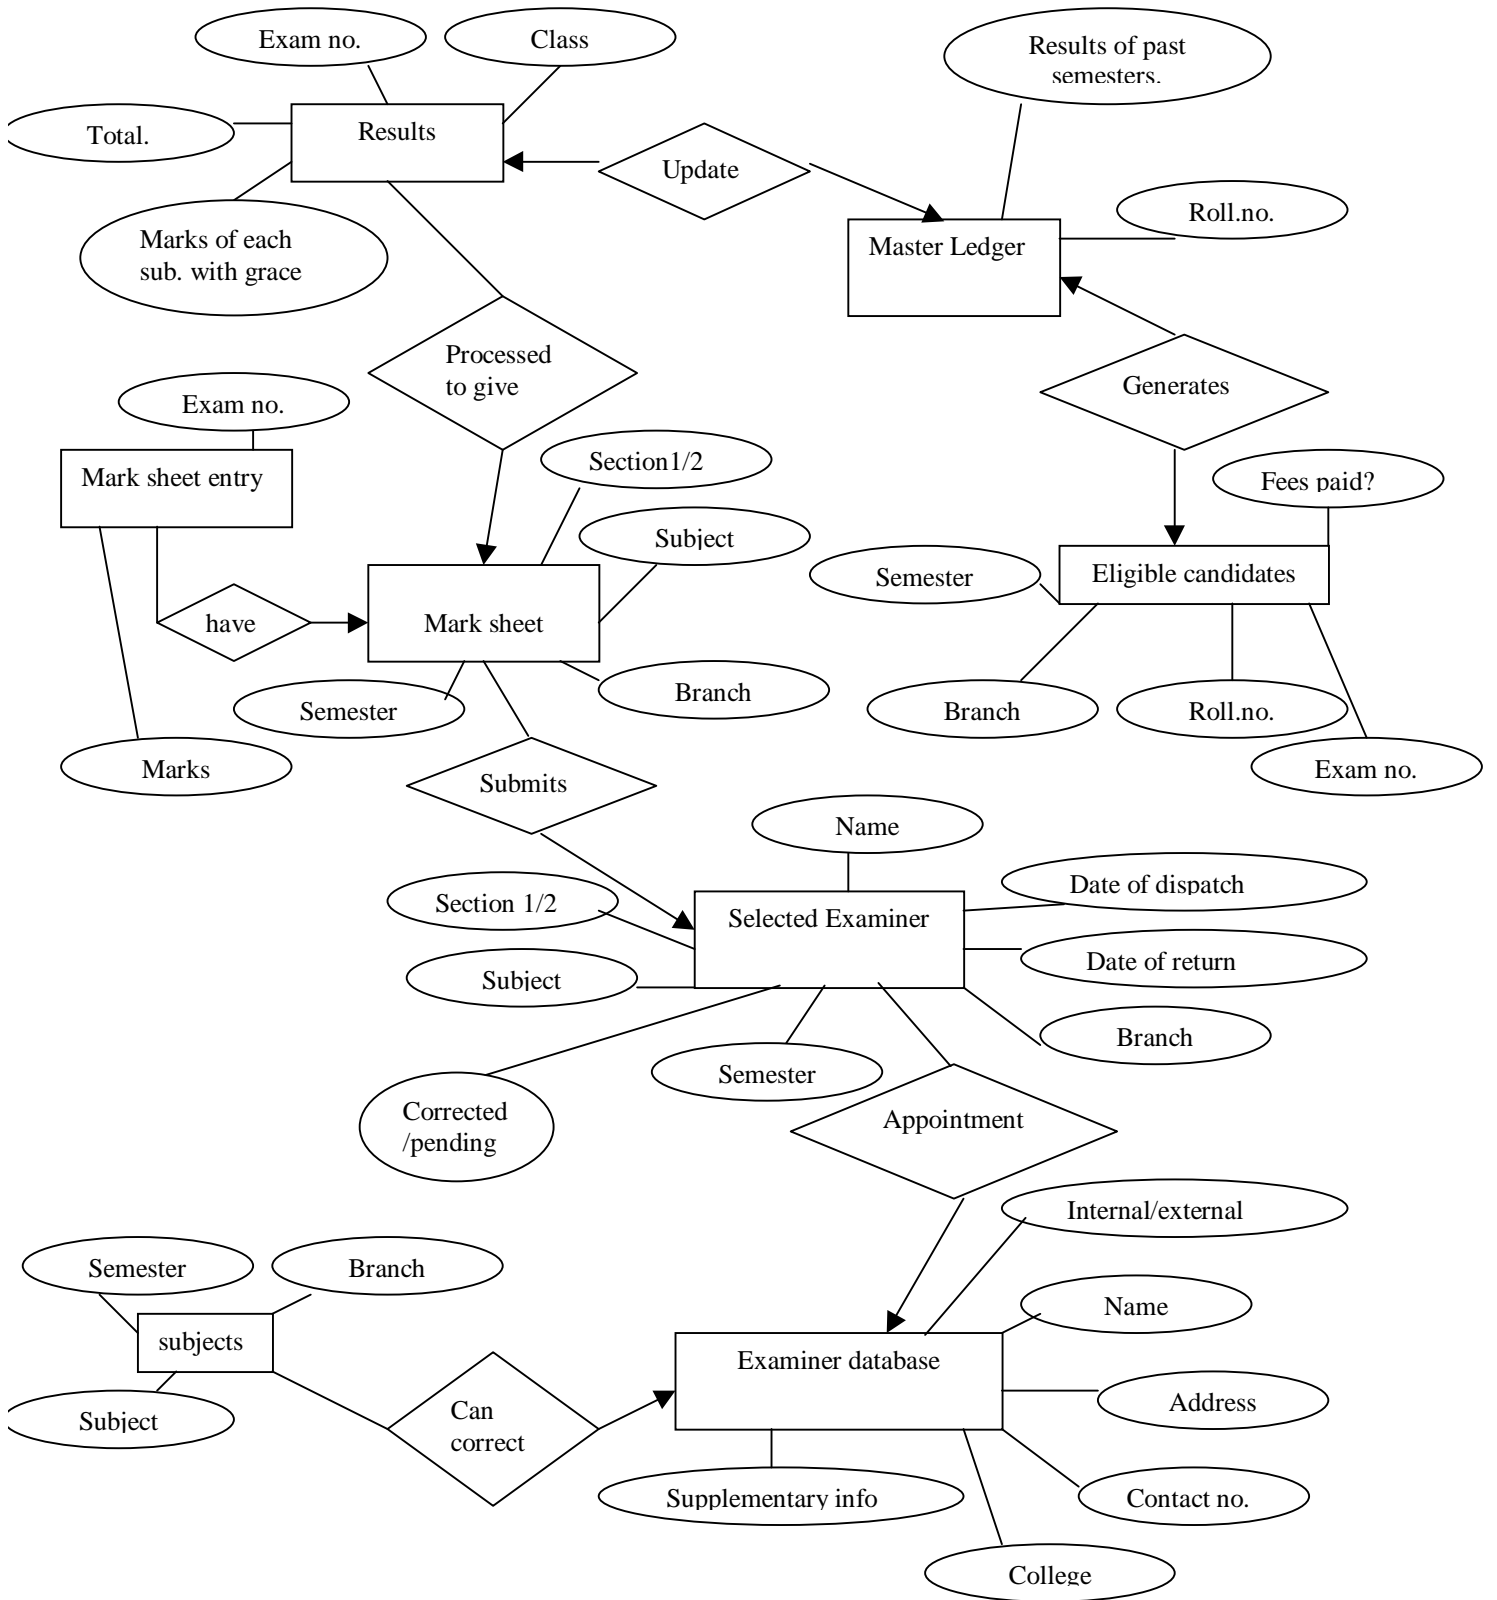 Exam no.
Class
Results of past
semesters.
Total.
Results
Update
Roll.no.
Marks of each
sub. with grace
Master Ledger
Processed
to give
Generates
Exam no.
Section1/2
Mark sheet entry
Fees paid?
Subject
Semester
Eligible candidates
have
Mark sheet
Semester
Branch
Branch
Roll.no.
Marks
Submits
Exam no.
Name
Section 1/2
Selected Examiner
Date of dispatch
Subject
Date of return
Semester
Branch
Corrected
/pending
Appointment
Internal/external
Semester
Branch
Name
subjects
Examiner database
Subject
Can
correct
Address
Supplementary info
Contact no.
College